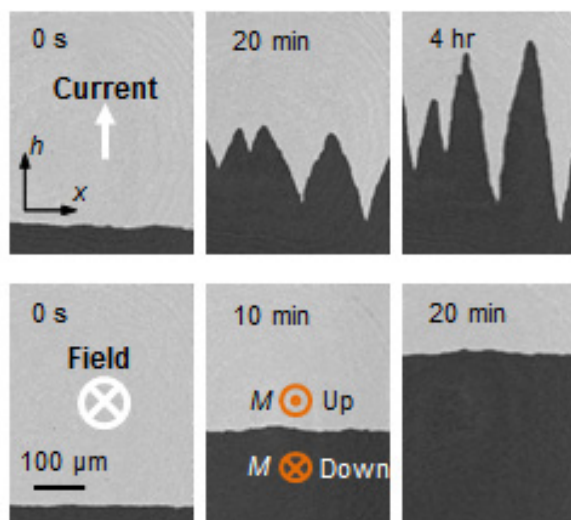 0 s
20 min
4 hr
Current
h
x
0 s
10 min
20 min
Field
M Up
M Down
100 μm